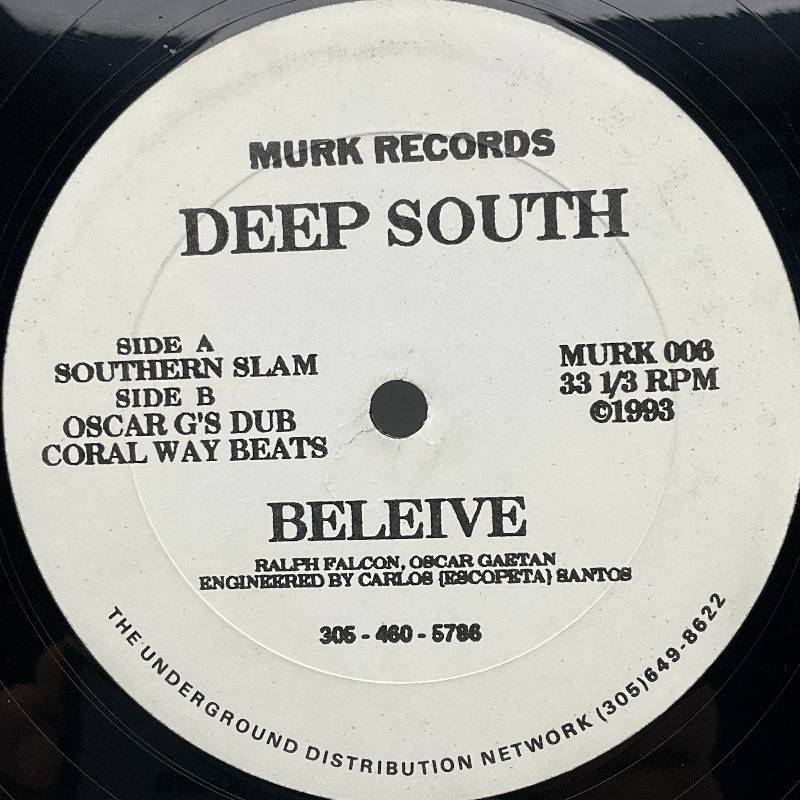 MURK RECORDS
DEEP SOUTH
SIDE A
SOUTHERN SLAM
SIDE B
OSCAR G'S DUB
CORAL WAY BEATS
MURK 006
33 1/3 RPM
©1993
BELEIVE
RALPH FALCON, OSCAR GAETAN
ENGINEERED BY CARLOS {ESCOPETA} SANTOS
305 - 460 - 5786
THE UNDERGROUND DISTRIBUTION NETWORK (305)649-8622